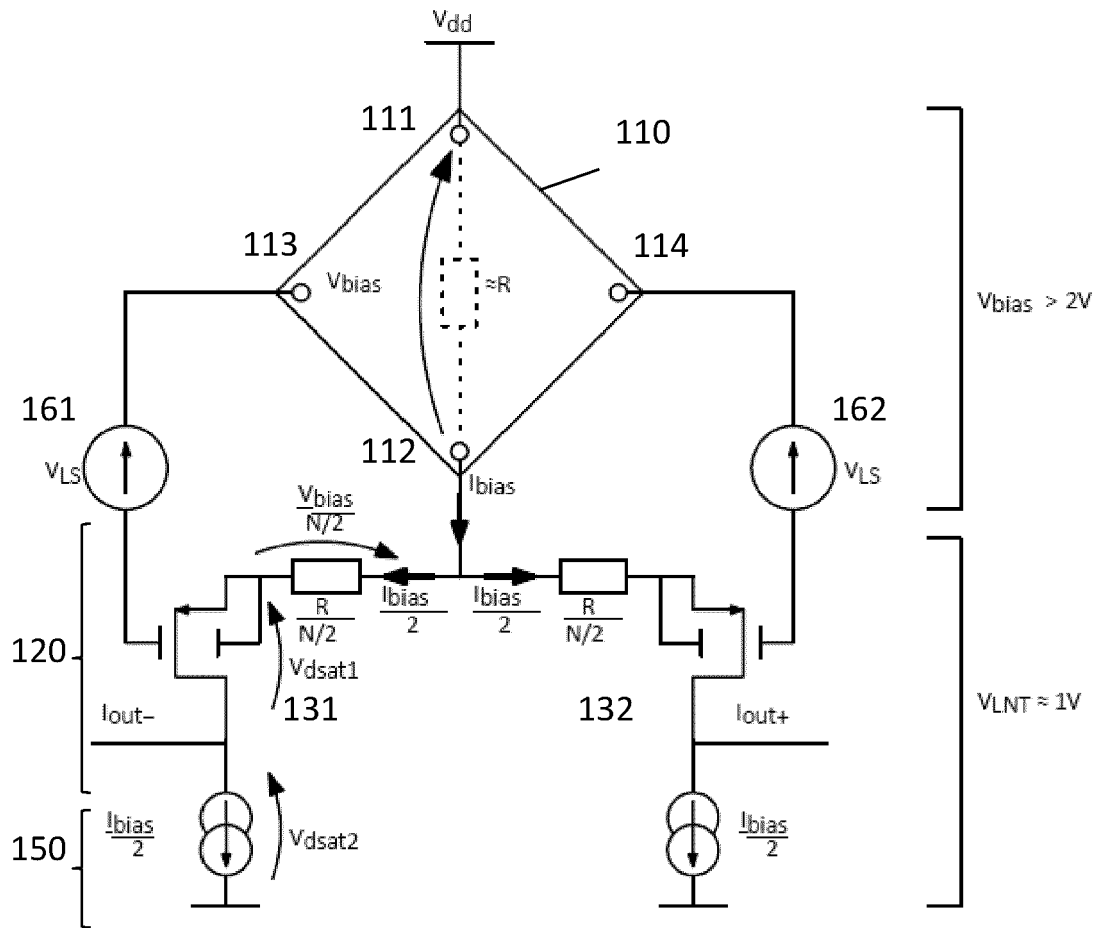 Vdd
111
110
113
114
Vbias
≈R
Vbias > 2V
161
162
112
VLS
VLS
Ibias
Vbias
N/2
Ibias
2
Ibias
2
R
N/2
R
N/2
120
Vdsat1
131
132
VLNT ≈ 1V
Iout–
Iout+
150
Ibias
2
Vdsat2
Ibias
2